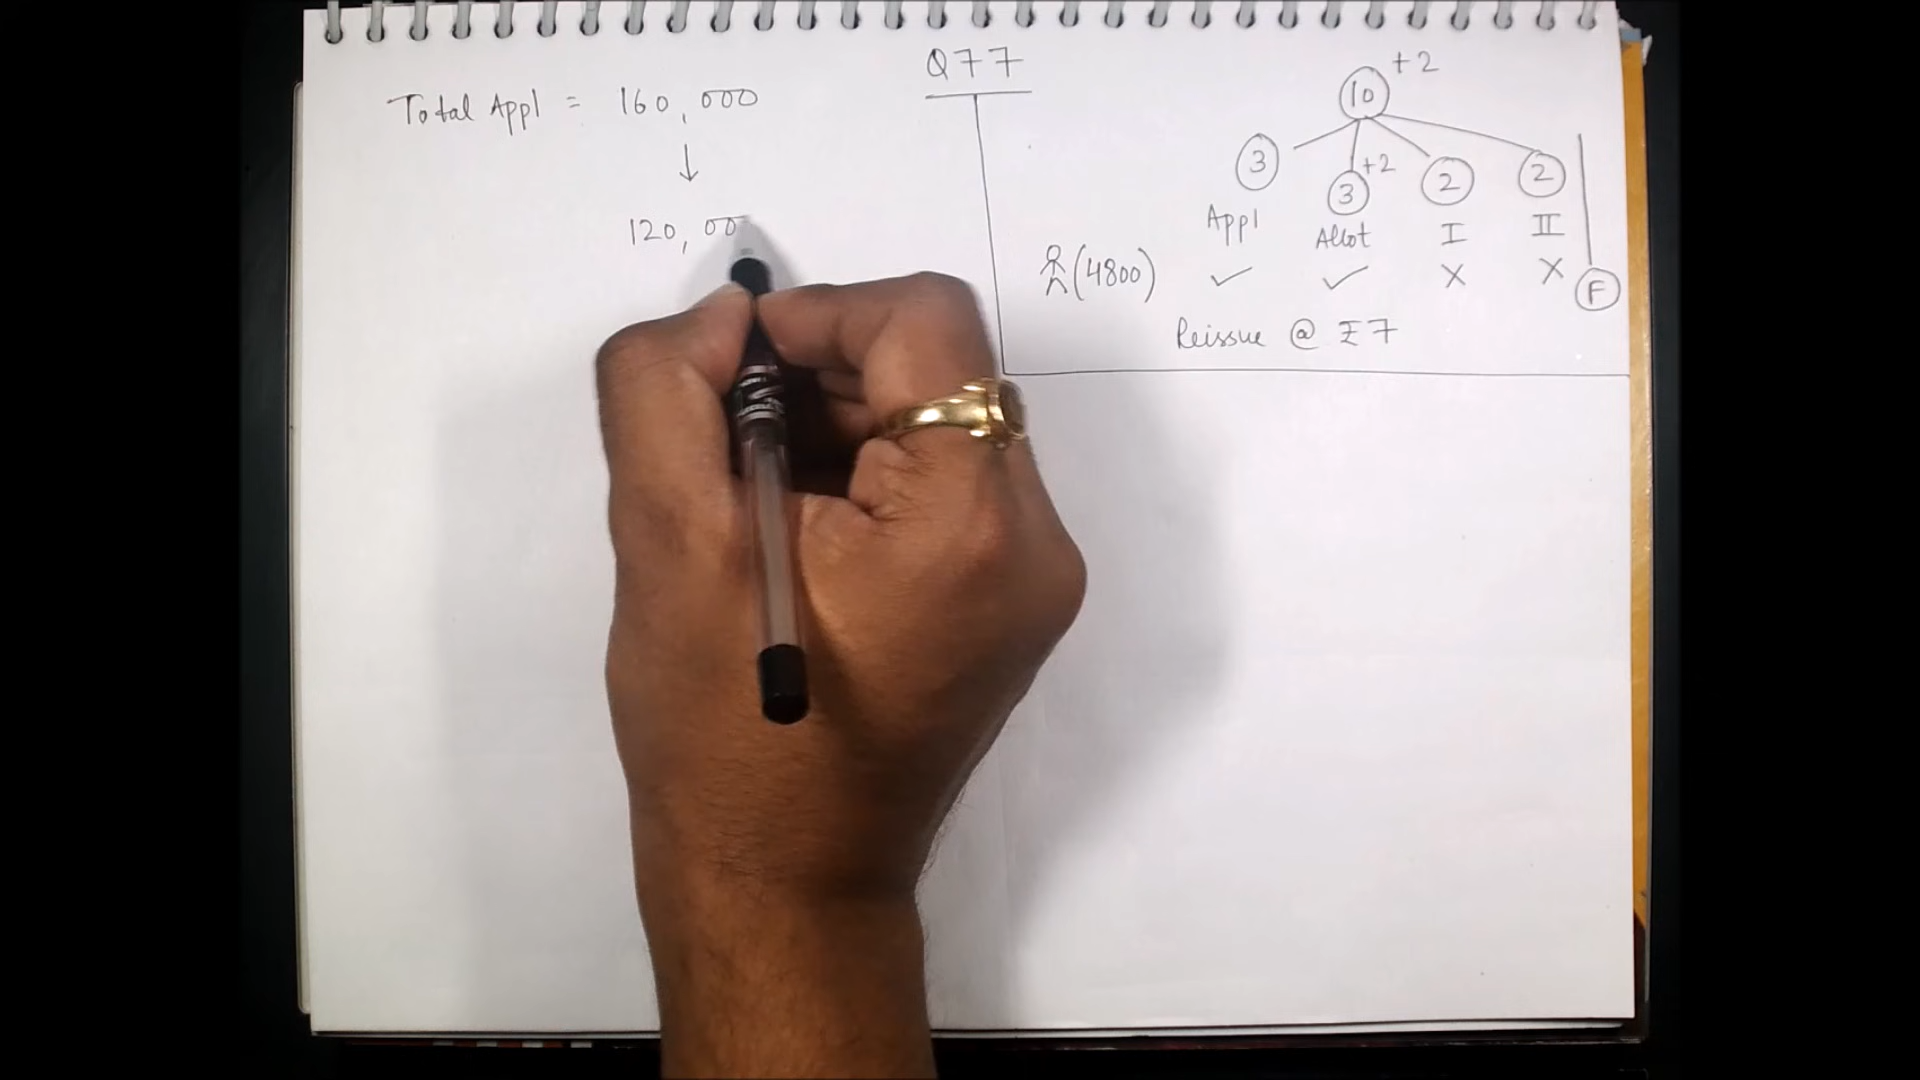 Q77
Total Appl = 160,000
↓
120,00
10 +2
3 3 +2 2 2
Appl Allot I II
(4800) ✓ ✓ X X F
Reissue @ ₹7